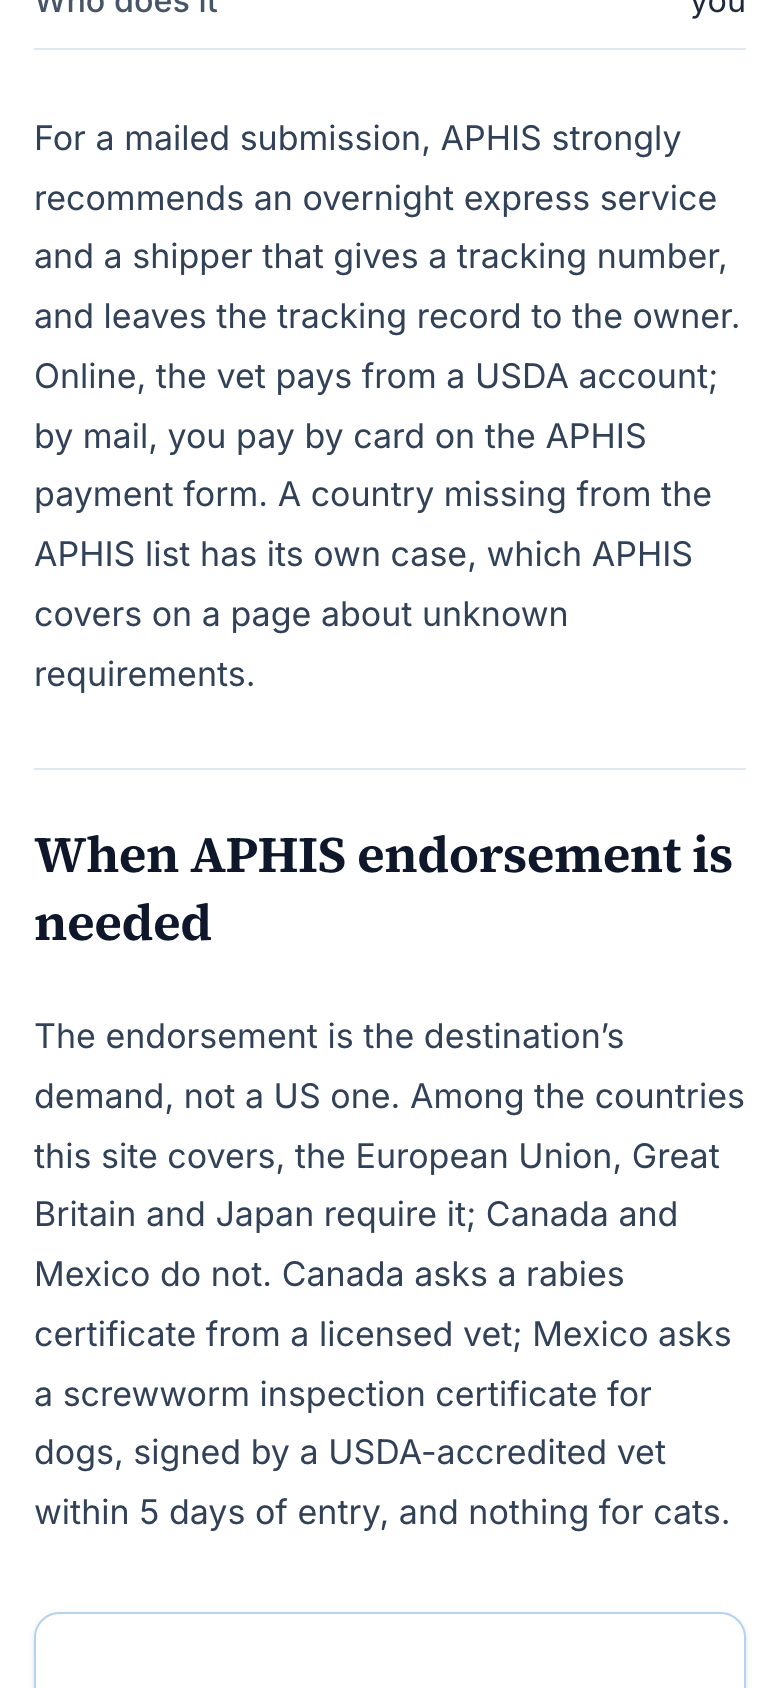 Who does it you
For a mailed submission, APHIS strongly
recommends an overnight express service
and a shipper that gives a tracking number,
and leaves the tracking record to the owner.
Online, the vet pays from a USDA account;
by mail, you pay by card on the APHIS
payment form. A country missing from the
APHIS list has its own case, which APHIS
covers on a page about unknown
requirements.
When APHIS endorsement is
needed
The endorsement is the destination’s
demand, not a US one. Among the countries
this site covers, the European Union, Great
Britain and Japan require it; Canada and
Mexico do not. Canada asks a rabies
certificate from a licensed vet; Mexico asks
a screwworm inspection certificate for
dogs, signed by a USDA-accredited vet
within 5 days of entry, and nothing for cats.